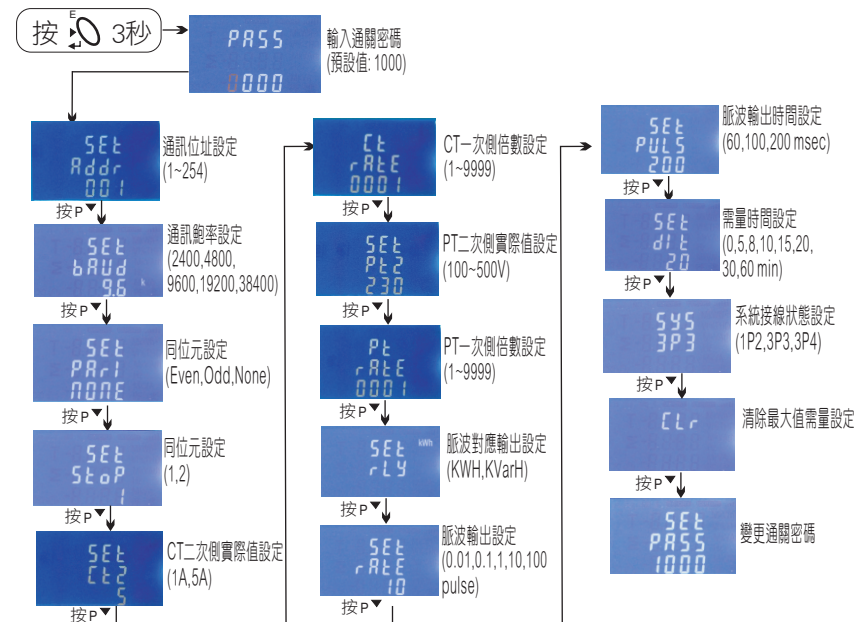 按 E 3秒
PASS
0000
輸入通關密碼
(預設值: 1000)
SEt
Addr
001
通訊位址設定
(1~254)
按P▼
SEt
bAUd
9.6 k
通訊鮑率設定
(2400,4800,
9600,19200,38400)
按P▼
SEt
PArI
NONE
同位元設定
(Even,Odd,None)
按P▼
SEt
StoP
1
同位元設定
(1,2)
按P▼
SEt
Ct2
5
CT二次側實際值設定
(1A,5A)
按P▼
Ct
rAtE
0001
CT一次側倍數設定
(1~9999)
按P▼
SEt
Pt2
230
PT二次側實際值設定
(100~500V)
按P▼
Pt
rAtE
0001
PT一次側倍數設定
(1~9999)
按P▼
SEt kWh
rLY
脈波對應輸出設定
(KWH,KVarH)
按P▼
SEt
rAtE
10
脈波輸出設定
(0.01,0.1,1,10,100
pulse)
按P▼
SEt
PULS
200
脈波輸出時間設定
(60,100,200 msec)
按P▼
SEt
dIt
20
需量時間設定
(0,5,8,10,15,20,
30,60 min)
按P▼
SYS
3P3
系統接線狀態設定
(1P2,3P3,3P4)
按P▼
CLr
清除最大值需量設定
按P▼
SEt
PASS
1000
變更通關密碼